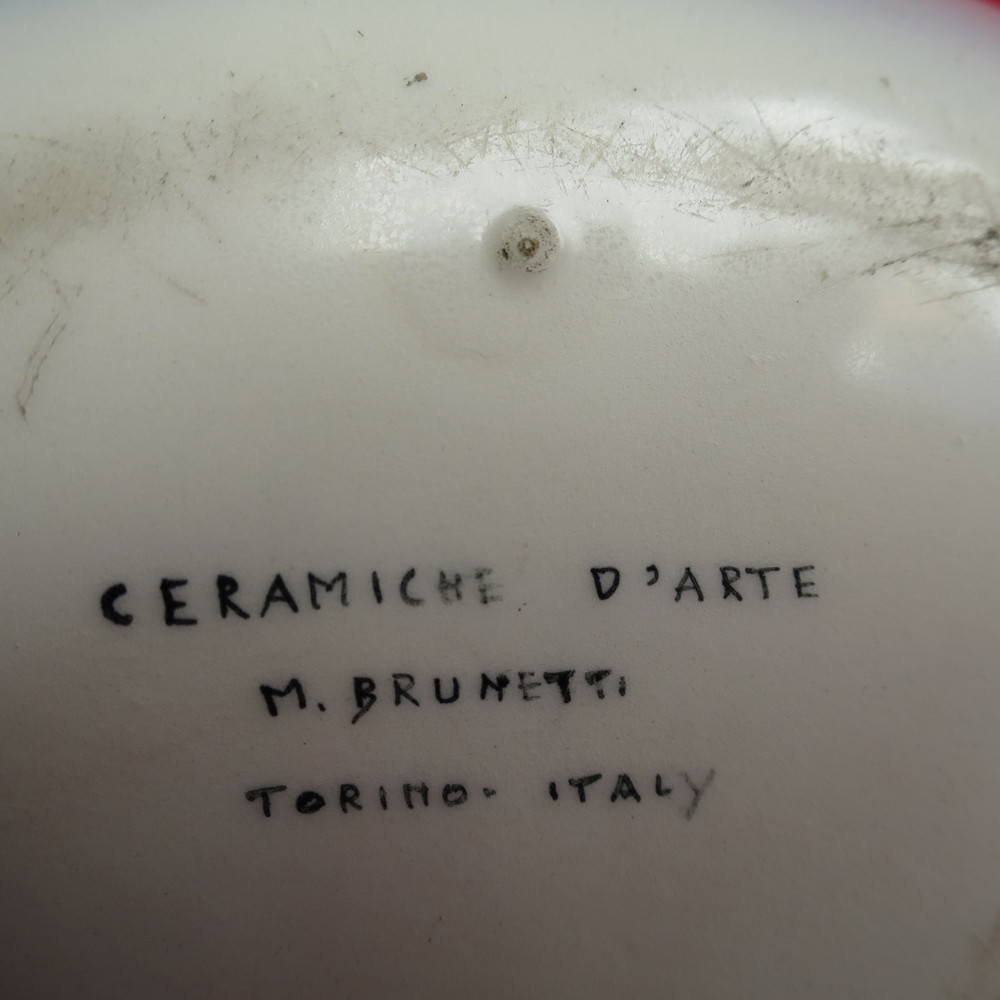 CERAMICHE D'ARTE
M. BRUNETTI
TORINO- ITALY